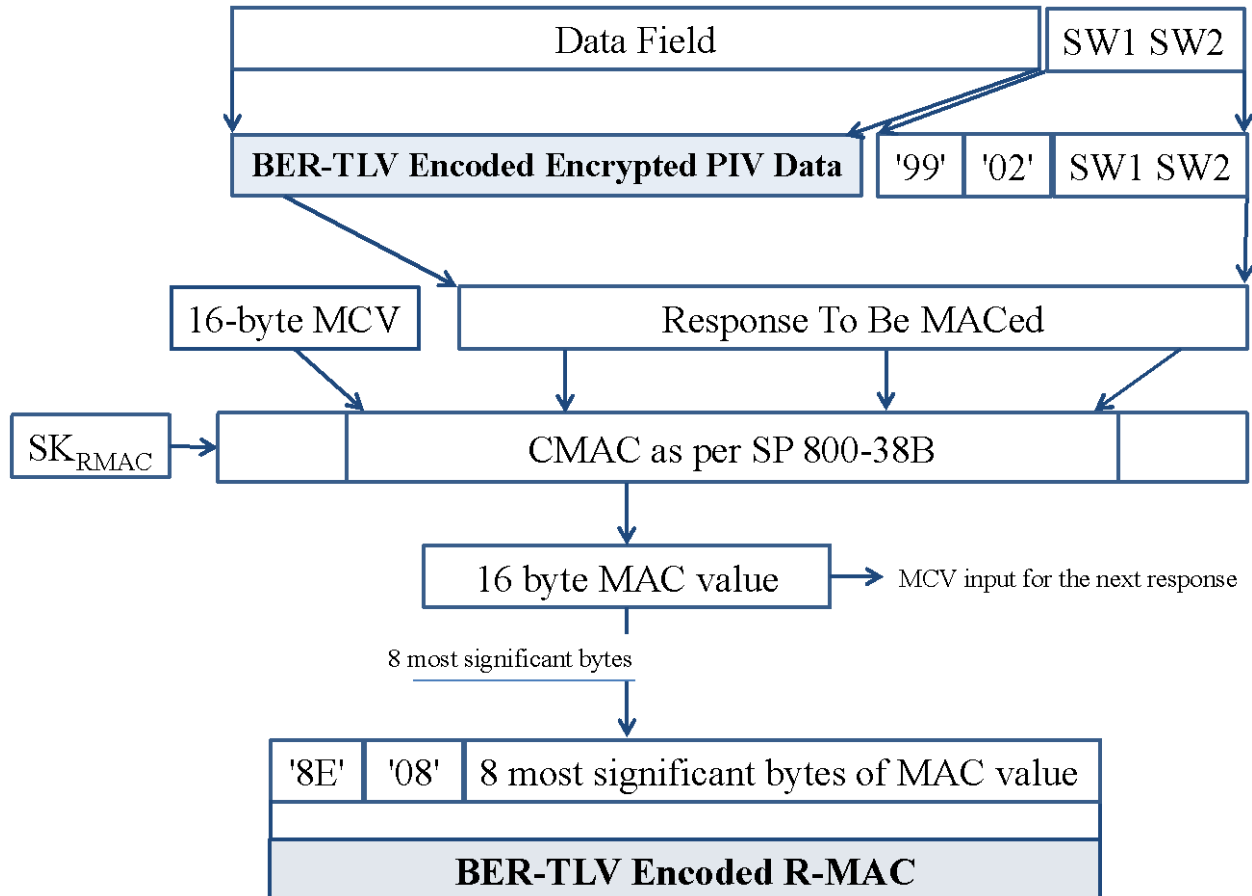 Data Field
SW1 SW2
BER-TLV Encoded Encrypted PIV Data
'99'
'02'
SW1 SW2
16-byte MCV
Response To Be MACed
SKRMAC
CMAC as per SP 800-38B
16 byte MAC value
MCV input for the next response
8 most significant bytes
'8E'
'08'
8 most significant bytes of MAC value
BER-TLV Encoded R-MAC